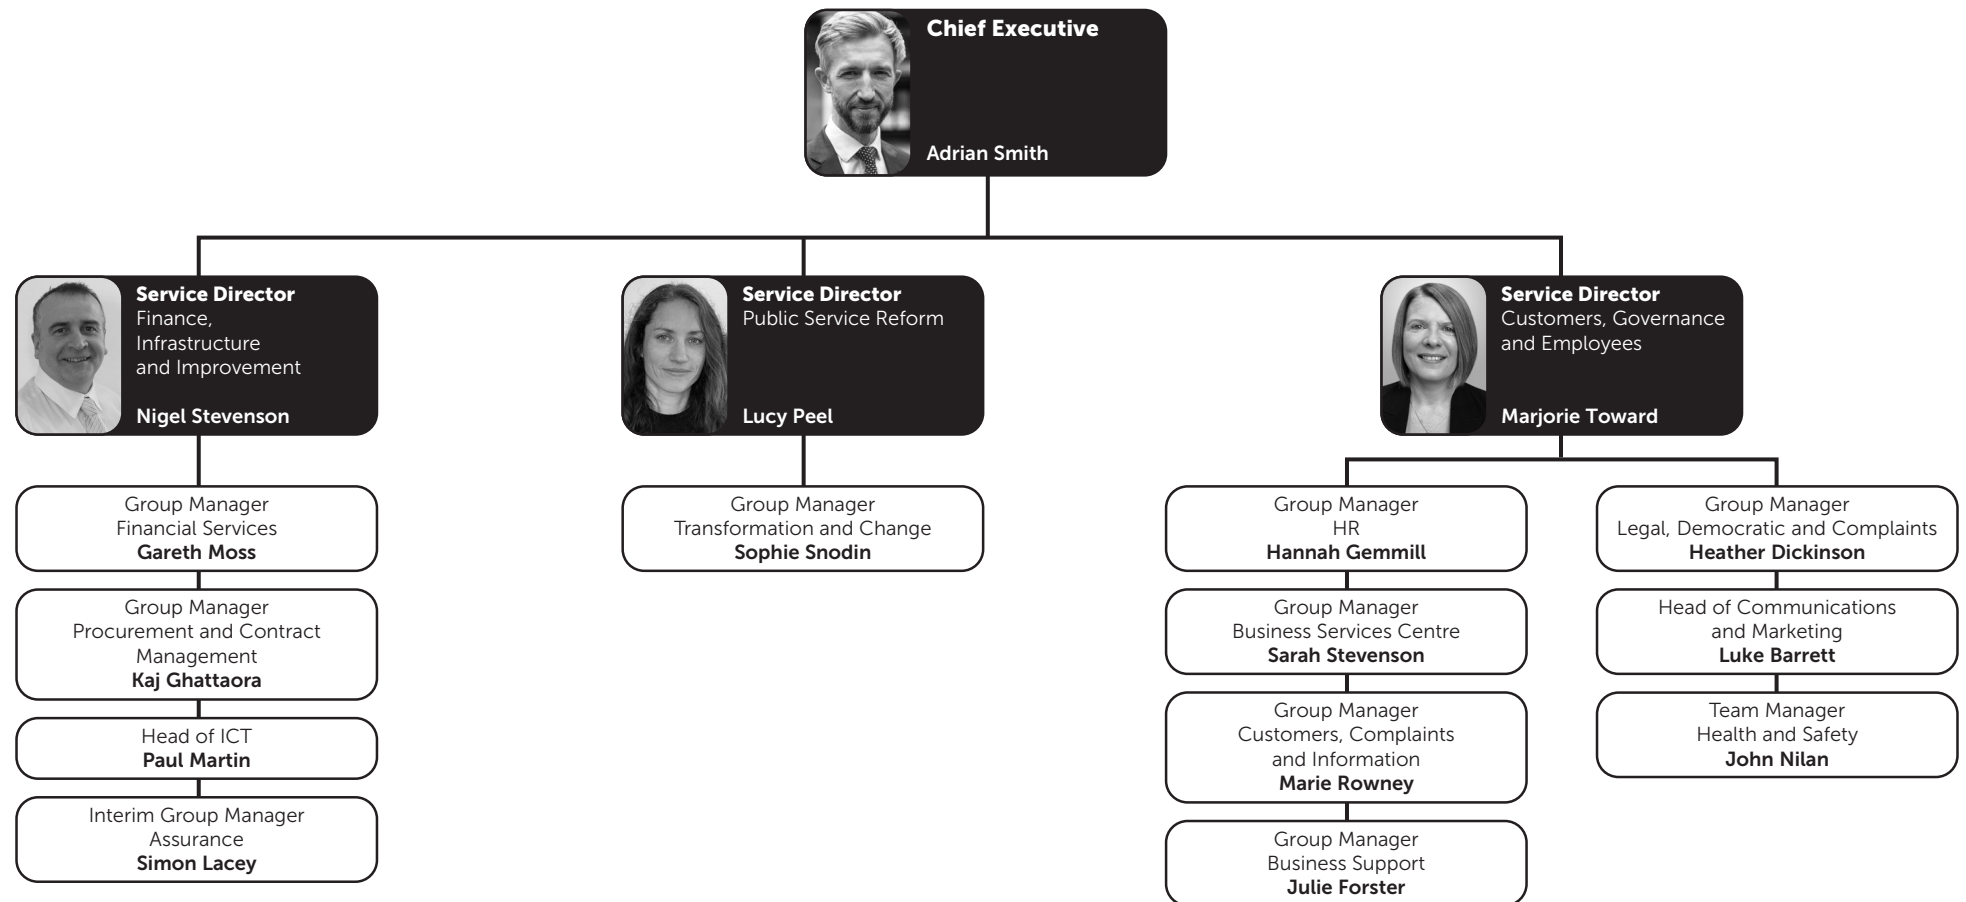 Chief Executive
Adrian Smith
Service Director
Finance,
Infrastructure
and Improvement
Nigel Stevenson
Service Director
Public Service Reform
Lucy Peel
Service Director
Customers, Governance
and Employees
Marjorie Toward
Group Manager
Financial Services
Gareth Moss
Group Manager
Procurement and Contract
Management
Kaj Ghattaora
Head of ICT
Paul Martin
Interim Group Manager
Assurance
Simon Lacey
Group Manager
Transformation and Change
Sophie Snodin
Group Manager
HR
Hannah Gemmill
Group Manager
Business Services Centre
Sarah Stevenson
Group Manager
Customers, Complaints
and Information
Marie Rowney
Group Manager
Business Support
Julie Forster
Group Manager
Legal, Democratic and Complaints
Heather Dickinson
Head of Communications
and Marketing
Luke Barrett
Team Manager
Health and Safety
John Nilan